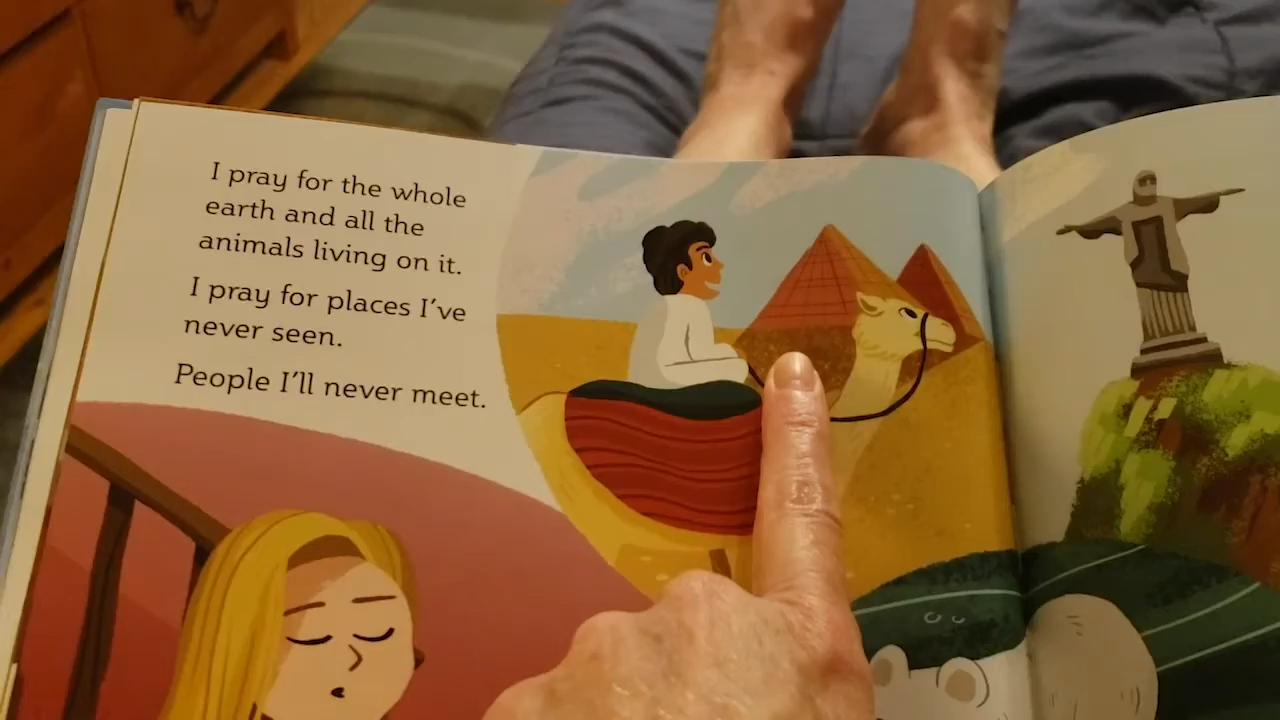 I pray for the whole
earth and all the
animals living on it.
I pray for places I've
never seen.
People I'll never meet.